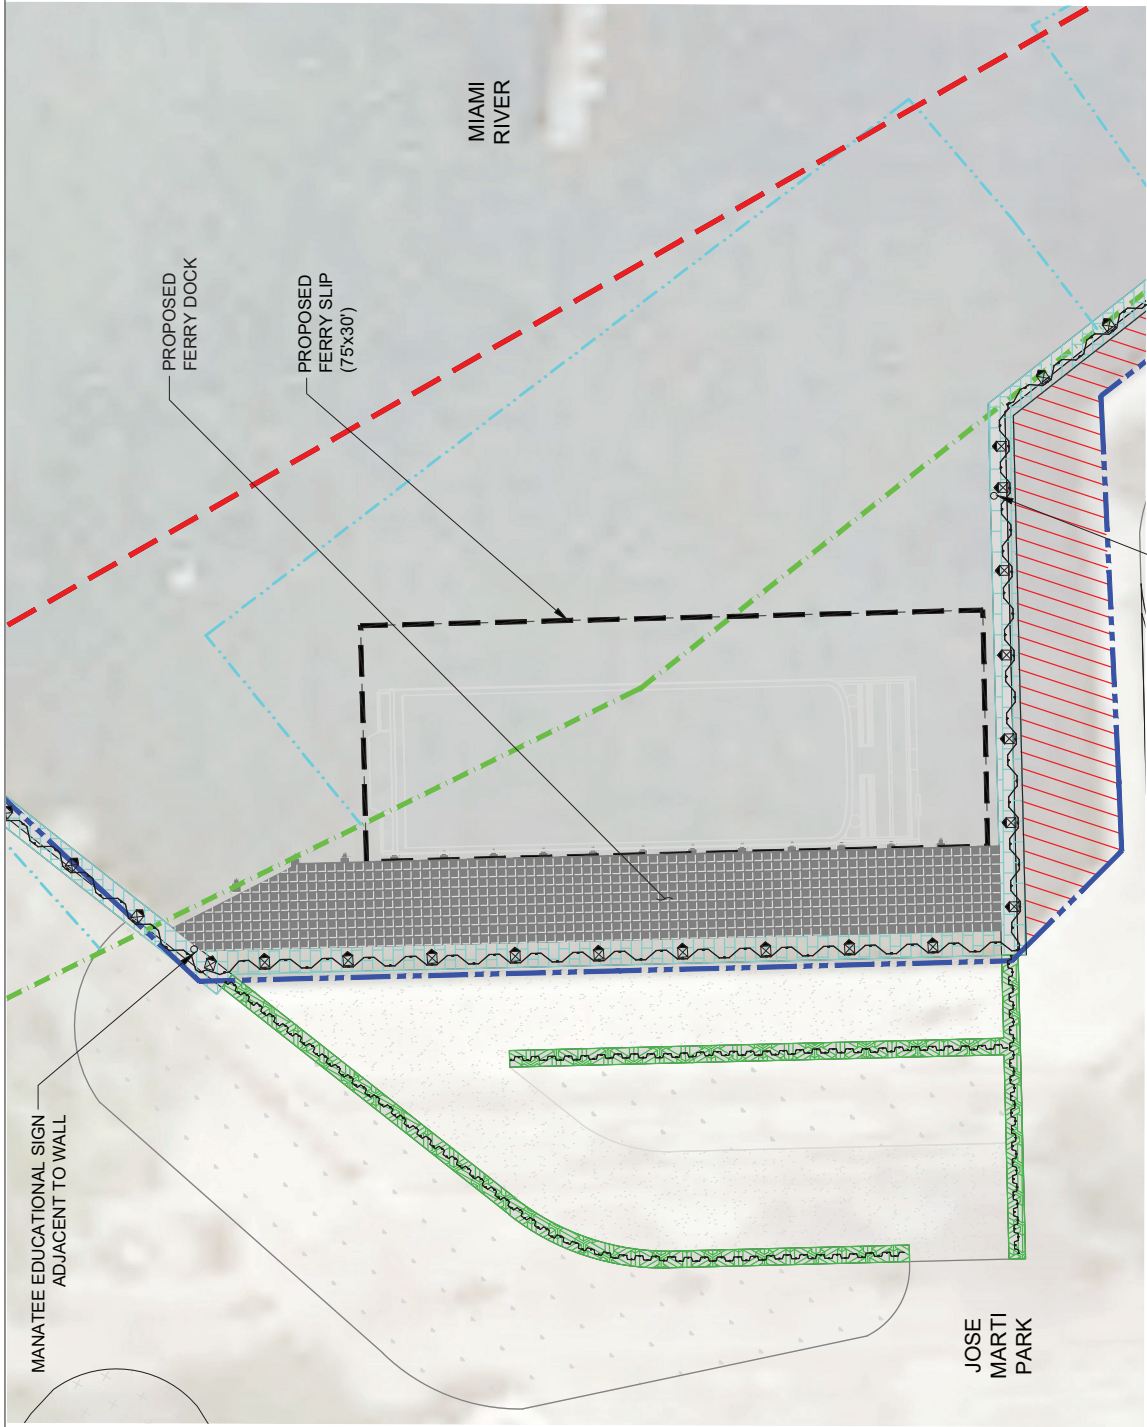 MIAMI
RIVER
PROPOSED
FERRY DOCK
PROPOSED
FERRY SLIP
(75'x30')
MANATEE EDUCATIONAL SIGN
ADJACENT TO WALL
JOSE
MARTI
PARK